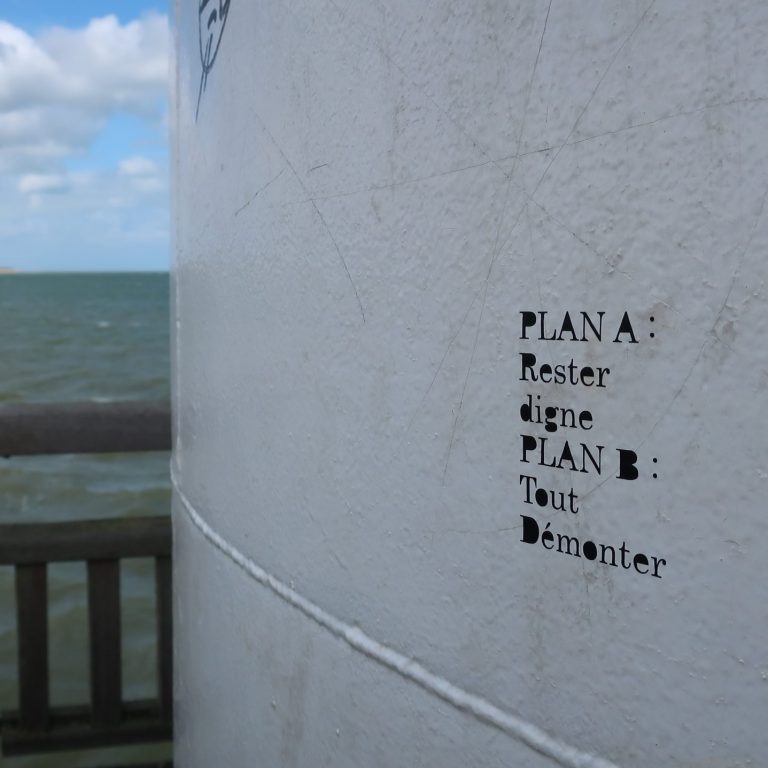 PLAN A :
Rester
digne
PLAN B :
Tout
Démonter